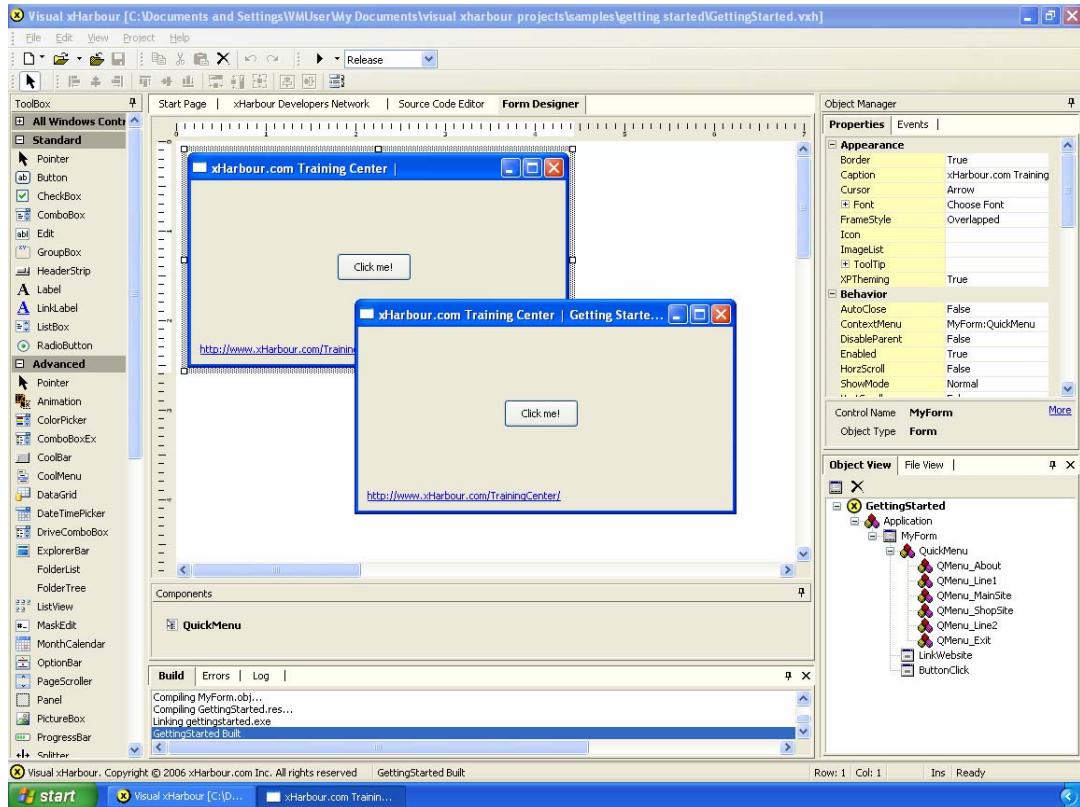 Visual xHarbour [C:\Documents and Settings\VMUser\My Documents\visual xharbour projects\samples\getting started\GettingStarted.vxh]
File Edit View Project Help
Release
ToolBox
All Windows Contr
Standard
Pointer
Button
CheckBox
ComboBox
Edit
GroupBox
HeaderStrip
Label
LinkLabel
ListBox
RadioButton
Advanced
Pointer
Animation
ColorPicker
ComboBoxEx
CoolBar
CoolMenu
DataGrid
DateTimePicker
DriveComboBox
ExplorerBar
FolderList
FolderTree
ListView
MaskEdit
MonthCalendar
OptionBar
PageScroller
Panel
PictureBox
ProgressBar
Splitter
Start Page | xHarbour Developers Network | Source Code Editor Form Designer
xHarbour.com Training Center |
Click me!
http://www.xHarbour.com/Trainin
xHarbour.com Training Center | Getting Starte...
Click me!
http://www.xHarbour.com/TrainingCenter/
Components
QuickMenu
Build Errors | Log |
Compiling MyForm.obj...
Compiling GettingStarted.res...
Linking gettingstarted.exe
GettingStarted Built
Object Manager
Properties Events |
Appearance
Border True
Caption xHarbour.com Training
Cursor Arrow
Font Choose Font
FrameStyle Overlapped
Icon
ImageList
ToolTip
XPTheming True
Behavior
AutoClose False
ContextMenu MyForm:QuickMenu
DisableParent False
Enabled True
HorzScroll False
ShowMode Normal
Control Name MyForm More
Object Type Form
Object View File View |
GettingStarted
Application
MyForm
QuickMenu
QMenu_About
QMenu_Line1
QMenu_MainSite
QMenu_ShopSite
QMenu_Line2
QMenu_Exit
LinkWebsite
ButtonClick
Visual xHarbour. Copyright © 2006 xHarbour.com Inc. All rights reserved GettingStarted Built Row: 1 Col: 1 Ins Ready
start Visual xHarbour [C:\D... xHarbour.com Trainin...